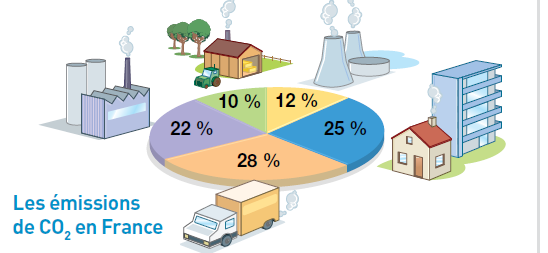 10 % 12 %
22 % 25 %
28 %
Les émissions
de CO₂ en France